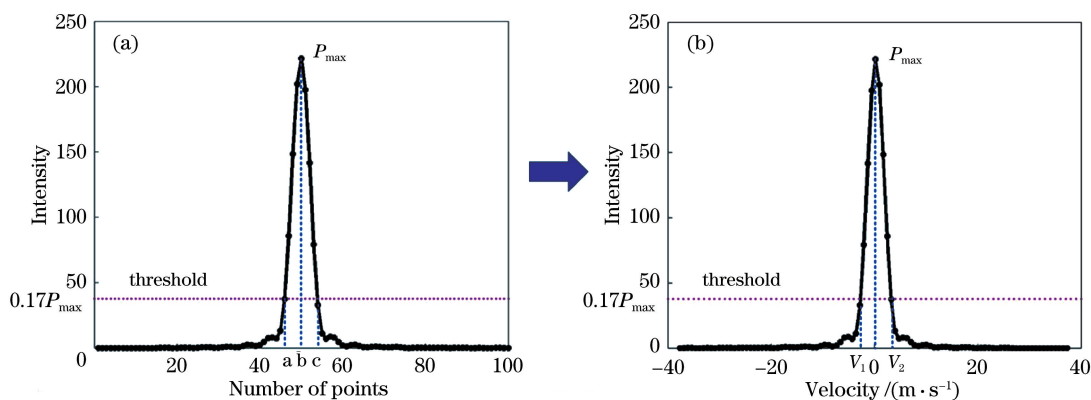 (a)
P_max
250
200
150
100
50
0
Intensity
threshold
0.17P_max
20
40
a b c
60
80
100
Number of points
(b)
P_max
250
200
150
100
50
0
Intensity
threshold
0.17P_max
−40
−20
V_1 0 V_2
20
40
Velocity /(m · s⁻¹)